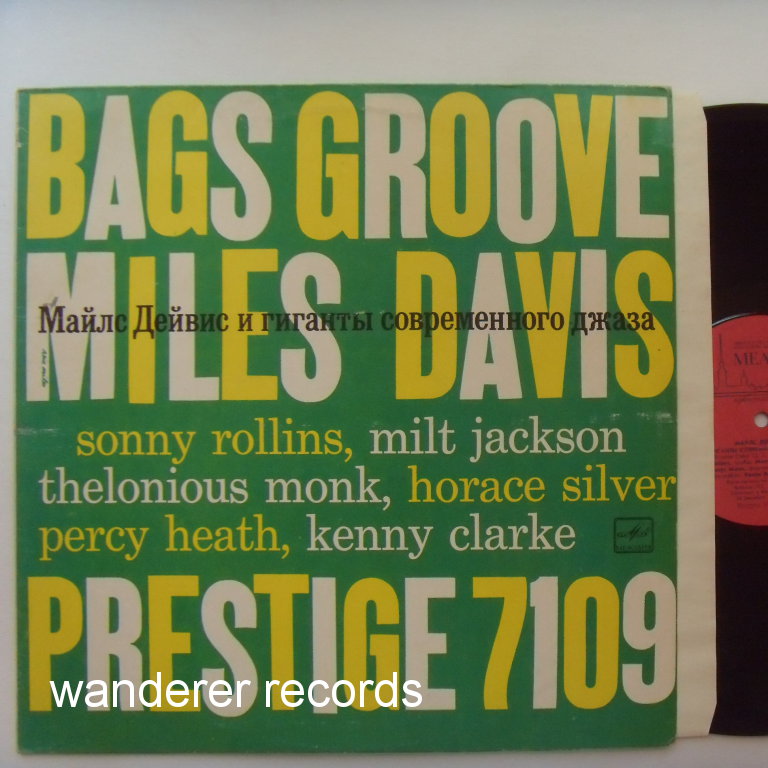 BAGS GROOVE
MILES DAVIS
Майлс Дейвис и гиганты современного джаза
sonny rollins, milt jackson
thelonious monk, horace silver
percy heath, kenny clarke
PRESTIGE 7109
wanderer records